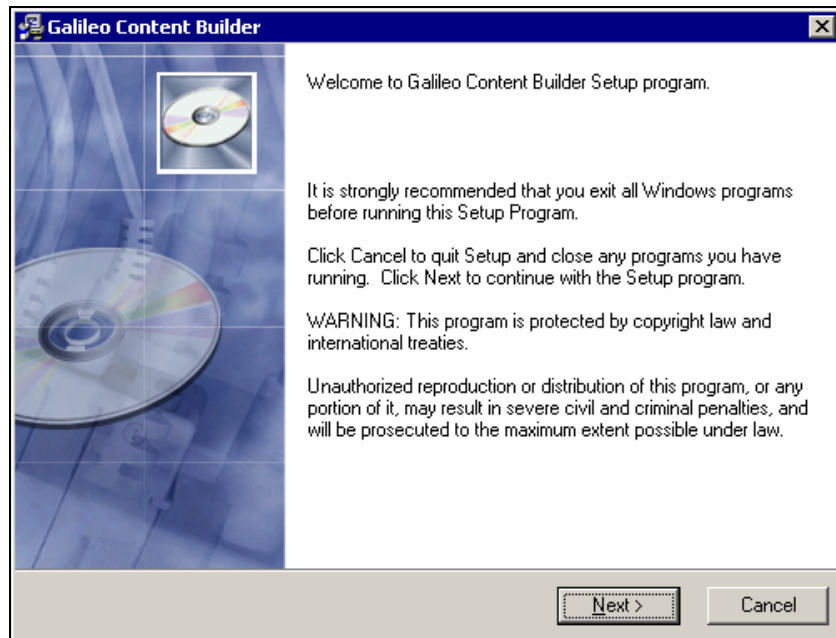 Galileo Content Builder
Welcome to Galileo Content Builder Setup program.
It is strongly recommended that you exit all Windows programs
before running this Setup Program.
Click Cancel to quit Setup and close any programs you have
running.  Click Next to continue with the Setup program.
WARNING: This program is protected by copyright law and
international treaties.
Unauthorized reproduction or distribution of this program, or any
portion of it, may result in severe civil and criminal penalties, and
will be prosecuted to the maximum extent possible under law.
Next >
Cancel